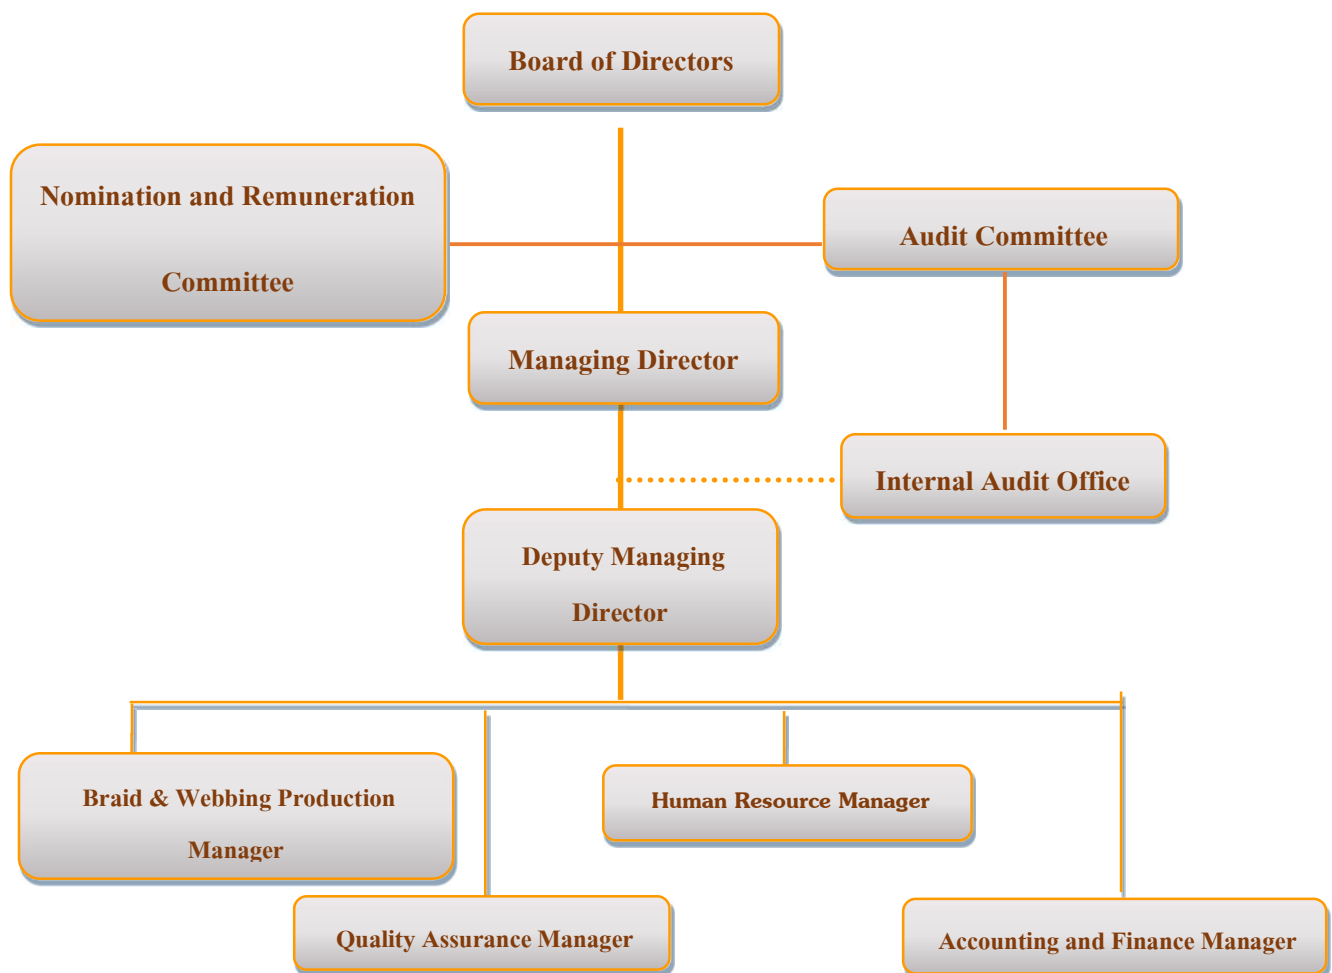 Board of Directors
Nomination and Remuneration
Committee
Audit Committee
Managing Director
Internal Audit Office
Deputy Managing
Director
Braid & Webbing Production
Manager
Human Resource Manager
Quality Assurance Manager
Accounting and Finance Manager